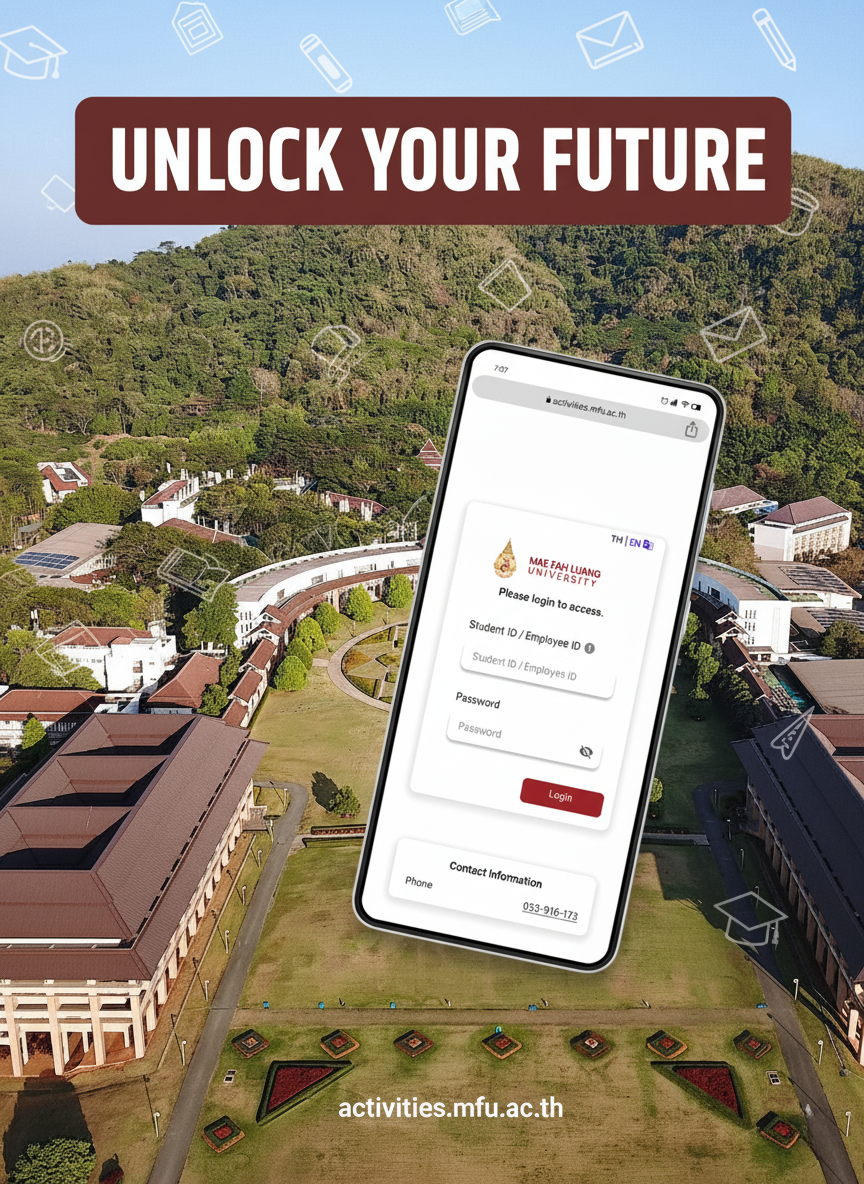 UNLOCK YOUR FUTURE
7:07
activities.mfu.ac.th
TH | EN
MAE FAH LUANG
UNIVERSITY
Please login to access.
Student ID / Employee ID
Student ID / Employes ID
Password
Password
Login
Contact Information
Phone
053-916-173
activities.mfu.ac.th